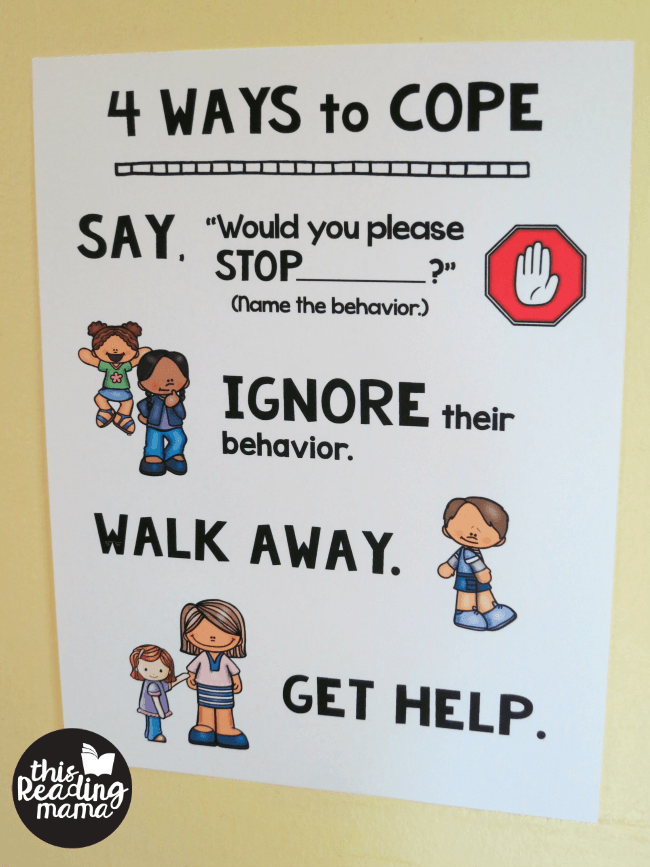 4 WAYS to COPE
SAY, "Would you please
STOP__________?"
(Name the behavior.)
IGNORE their
behavior.
WALK AWAY.
GET HELP.
this
Reading
mama